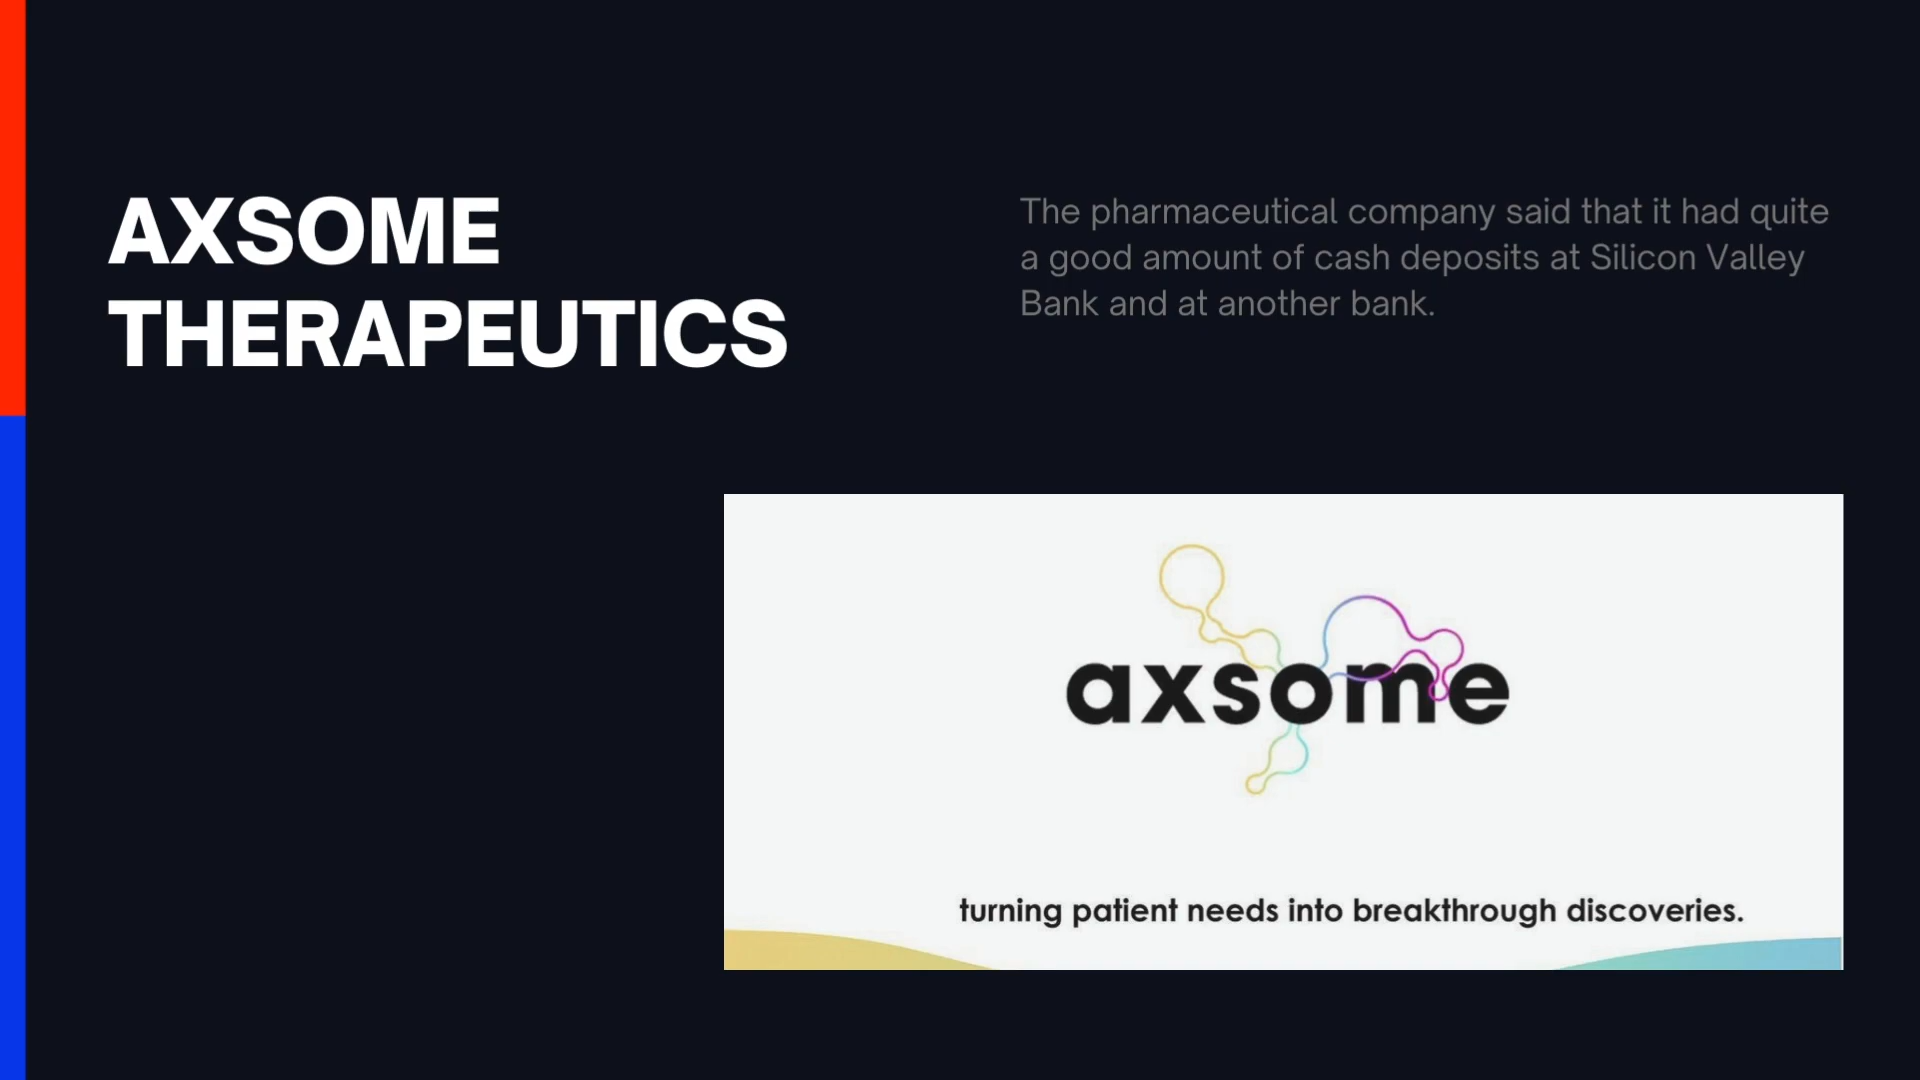 AXSOME
THERAPEUTICS
The pharmaceutical company said that it had quite
a good amount of cash deposits at Silicon Valley
Bank and at another bank.
axsome
turning patient needs into breakthrough discoveries.